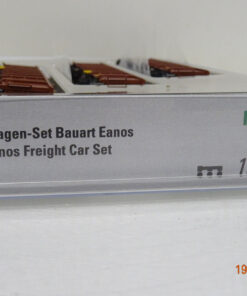 agen-Set Bauart Eanos
nos Freight Car Set
1
19